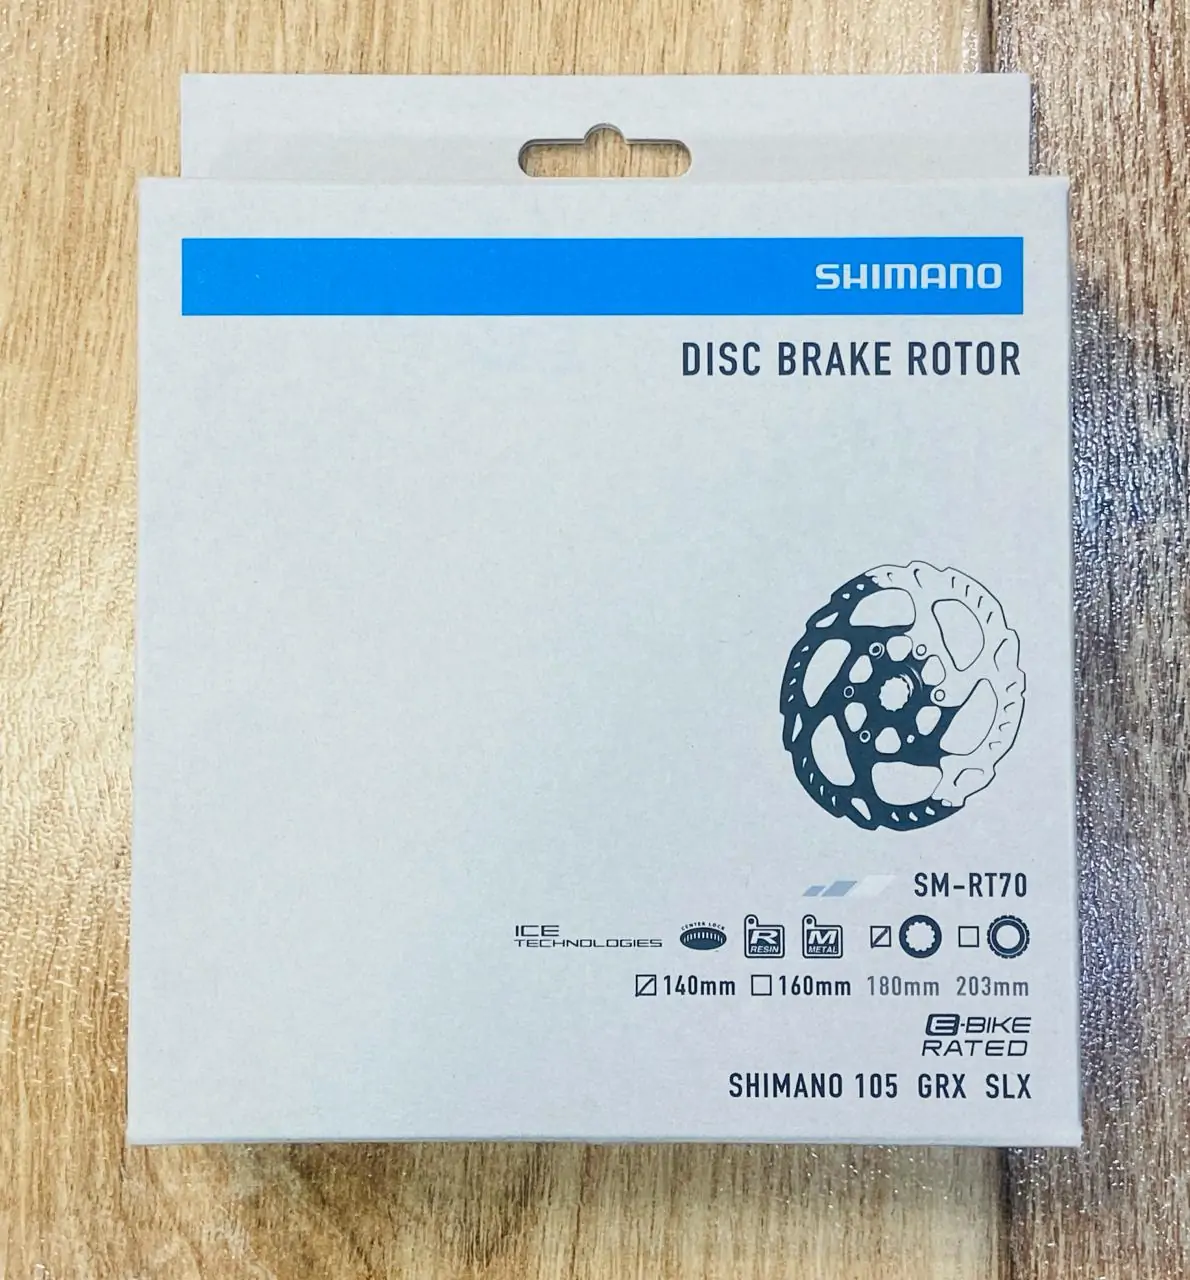 SHIMANO
DISC BRAKE ROTOR
SM-RT70
ICE TECHNOLOGIES
CENTER LOCK
R RESIN
M METAL
140mm 160mm 180mm 203mm
E-BIKE
RATED
SHIMANO 105 GRX SLX